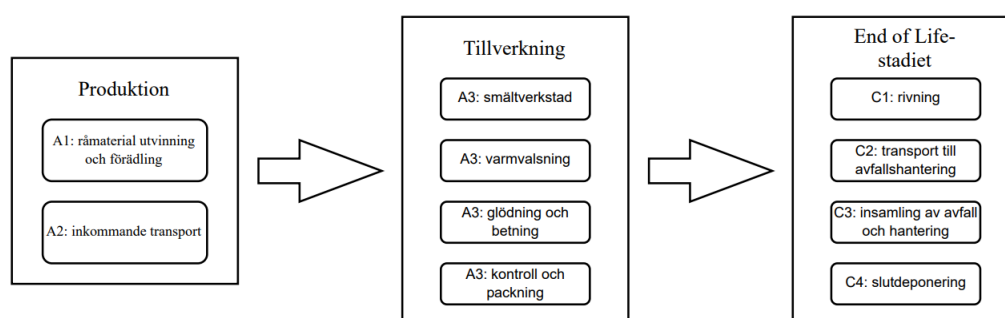 Produktion
A1: råmaterial utvinning
och förädling
A2: inkommande transport
Tillverkning
A3: smältverkstad
A3: varmvalsning
A3: glödning och
betning
A3: kontroll och
packning
End of Life-
stadiet
C1: rivning
C2: transport till
avfallshantering
C3: insamling av avfall
och hantering
C4: slutdeponering